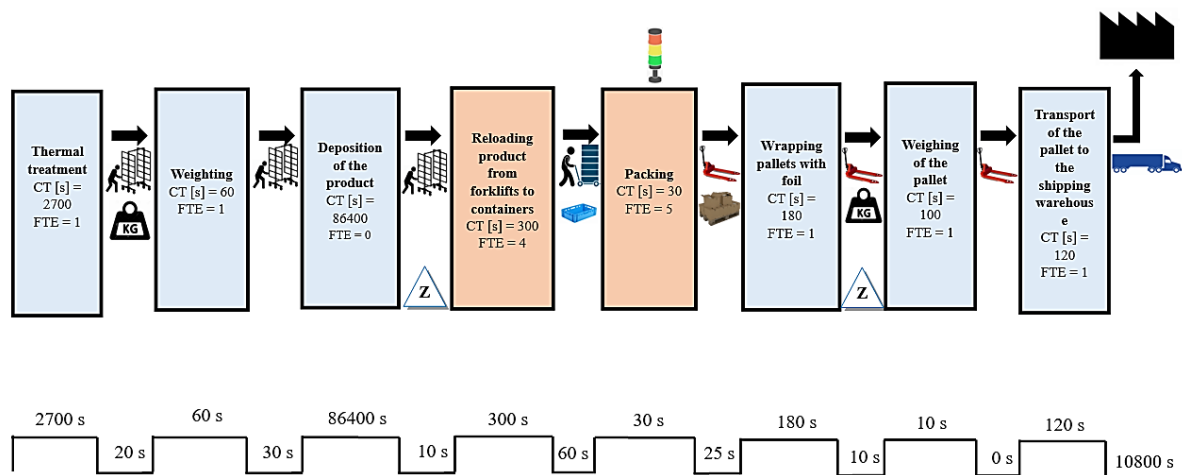 Thermal
treatment
CT [s] =
2700
FTE = 1
KG
Weighting
CT [s] = 60
FTE = 1
Deposition
of the
product
CT [s] =
86400
FTE = 0
Z
Reloading
product
from
forklifts to
containers
CT [s] = 300
FTE = 4
Packing
CT [s] = 30
FTE = 5
Wrapping
pallets with
foil
CT [s] =
180
FTE = 1
KG
Z
Weighing
of the
pallet
CT [s] =
100
FTE = 1
Transport
of the
pallet to
the
shipping
warehous
e
CT [s] =
120
FTE = 1
2700 s
60 s
86400 s
300 s
30 s
180 s
10 s
120 s
20 s
30 s
10 s
60 s
25 s
10 s
0 s
10800 s